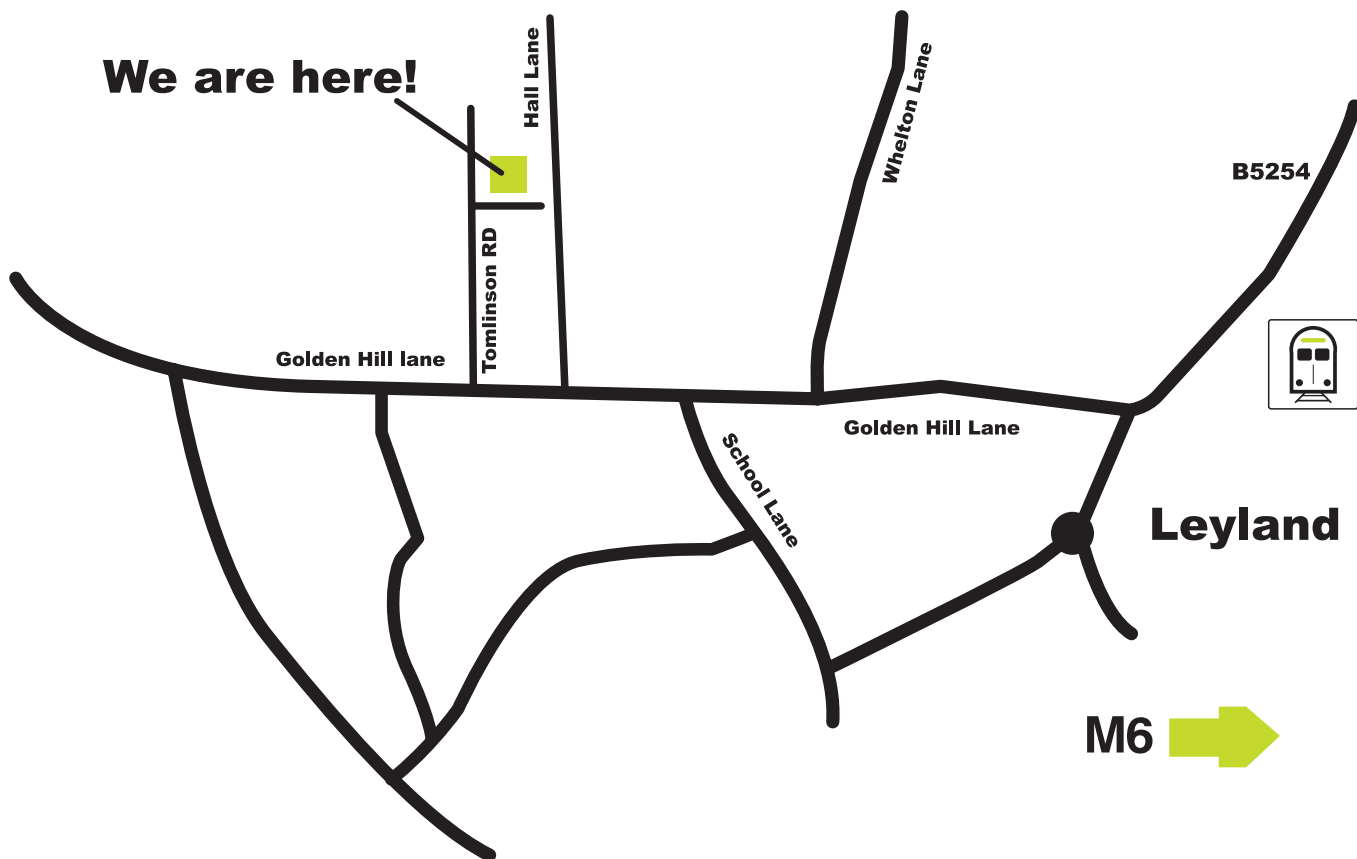 We are here!
Hall Lane
Whelton Lane
B5254
Tomlinson RD
Golden Hill lane
Golden Hill Lane
School Lane
Leyland
M6